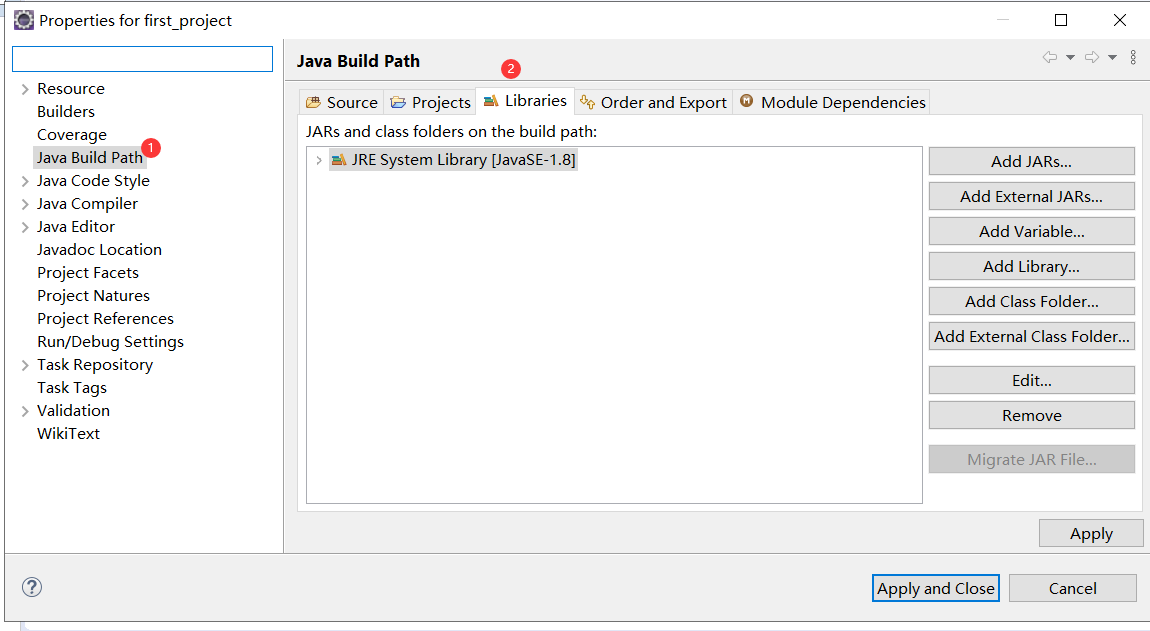 Properties for first_project
Java Build Path
2
Source
Projects
Libraries
Order and Export
Module Dependencies
JARs and class folders on the build path:
JRE System Library [JavaSE-1.8]
Resource
Builders
Coverage
Java Build Path
1
Java Code Style
Java Compiler
Java Editor
Javadoc Location
Project Facets
Project Natures
Project References
Run/Debug Settings
Task Repository
Task Tags
Validation
WikiText
Add JARs...
Add External JARs...
Add Variable...
Add Library...
Add Class Folder...
Add External Class Folder...
Edit...
Remove
Migrate JAR File...
Apply
?
Apply and Close
Cancel